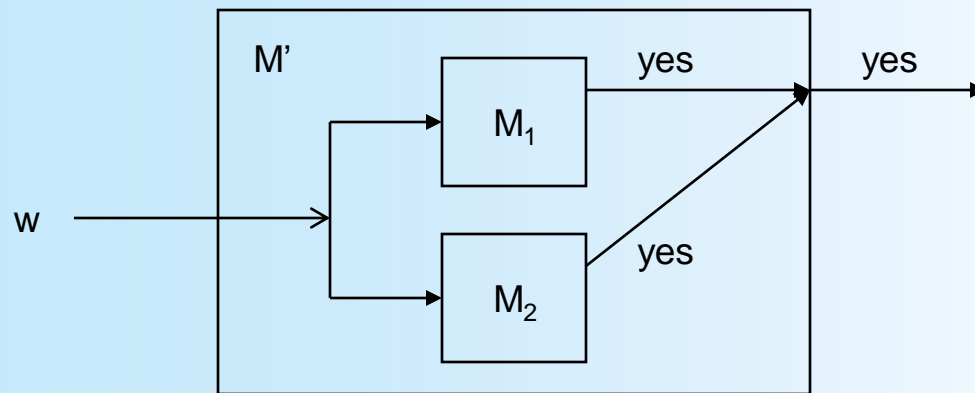 M’
yes
yes
M₁
w
yes
M₂